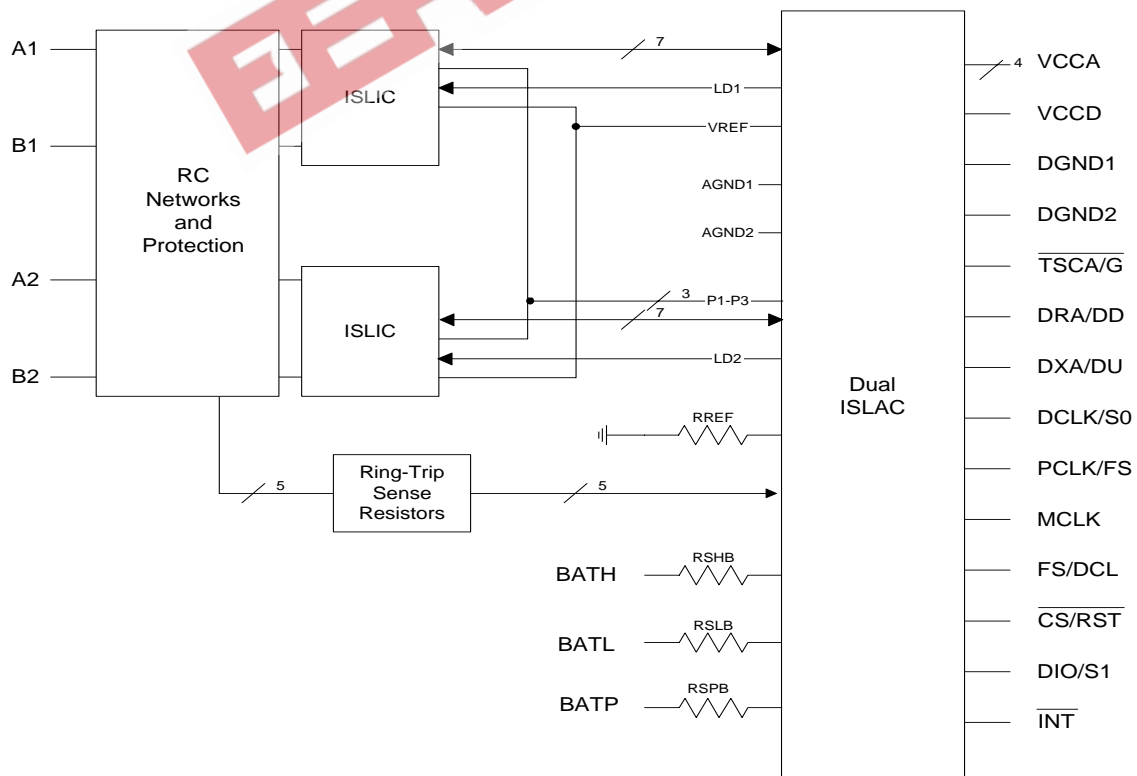 A1
B1
A2
B2
RC
Networks
and
Protection
ISLIC
ISLIC
7
LD1
VREF
AGND1
AGND2
3
P1-P3
7
LD2
RREF
5
Ring-Trip
Sense
Resistors
5
BATH
RSHB
BATL
RSLB
BATP
RSPB
Dual
ISLAC
4
VCCA
VCCD
DGND1
DGND2
TSCA/G
DRA/DD
DXA/DU
DCLK/S0
PCLK/FS
MCLK
FS/DCL
CS/RST
DIO/S1
INT